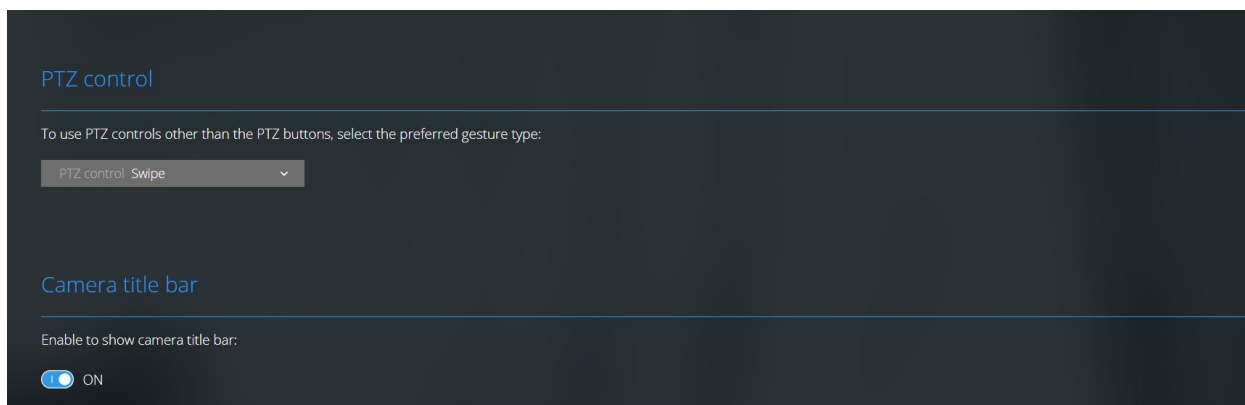 PTZ control
To use PTZ controls other than the PTZ buttons, select the preferred gesture type:
PTZ control Swipe
Camera title bar
Enable to show camera title bar:
ON